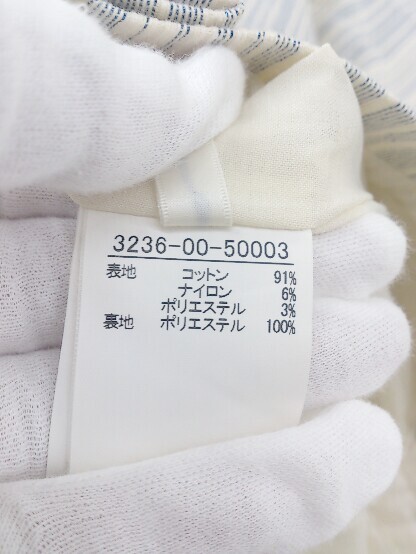 3236-00-50003
表地 コットン 91%
ナイロン 6%
ポリエステル 3%
裏地 ポリエステル 100%